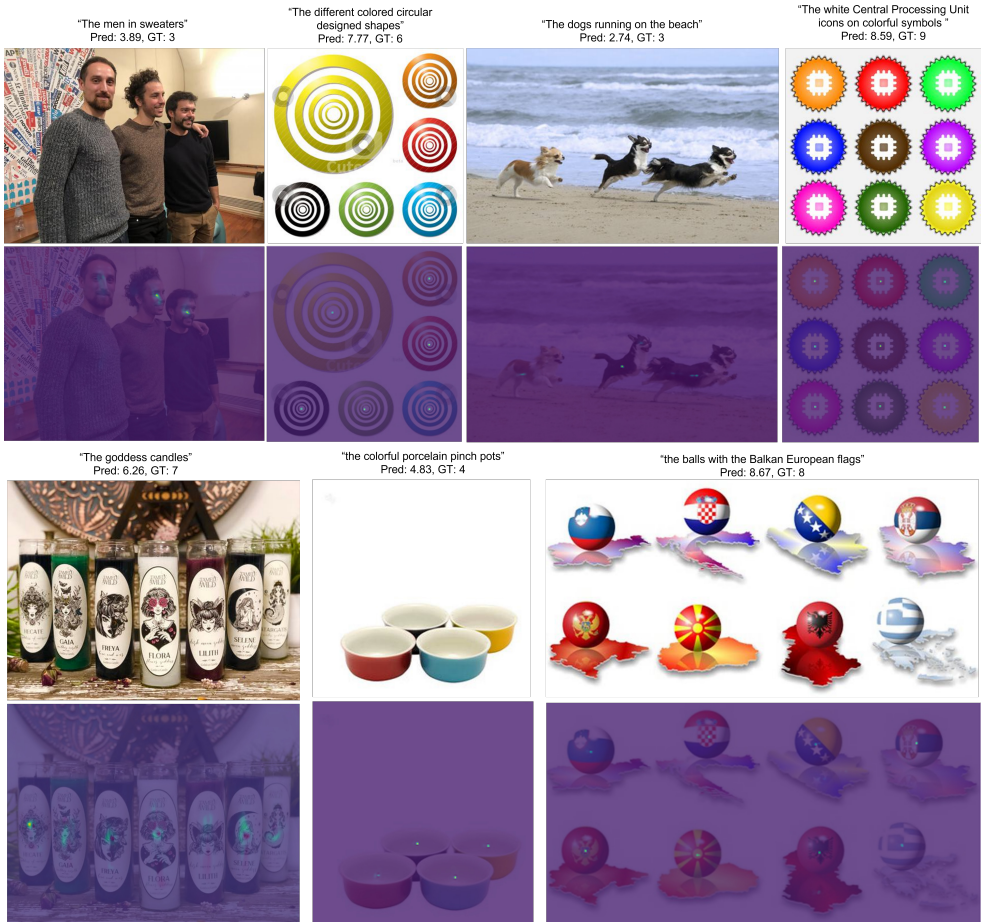 “The men in sweaters”
Pred: 3.89, GT: 3
“The different colored circular
designed shapes”
Pred: 7.77, GT: 6
“The dogs running on the beach”
Pred: 2.74, GT: 3
“The white Central Processing Unit
icons on colorful symbols ”
Pred: 8.59, GT: 9
“The goddess candles”
Pred: 6.26, GT: 7
“the colorful porcelain pinch pots”
Pred: 4.83, GT: 4
“the balls with the Balkan European flags”
Pred: 8.67, GT: 8
HECATE
GAIA
FREYA
FLORA
LILITH
SELENE